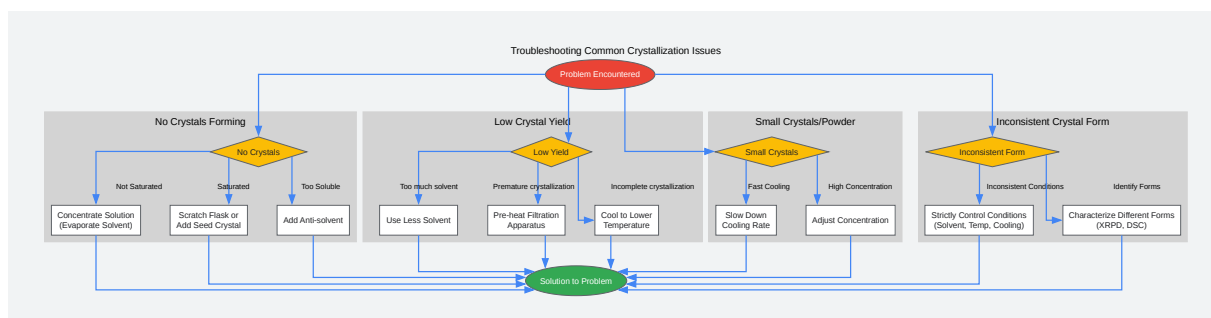 Troubleshooting Common Crystallization Issues
Problem Encountered
No Crystals Forming
Low Crystal Yield
Small Crystals/Powder
Inconsistent Crystal Form
No Crystals
Low Yield
Small Crystals
Inconsistent Form
Not Saturated
Saturated
Too Soluble
Too much solvent
Premature crystallization
Incomplete crystallization
Fast Cooling
High Concentration
Inconsistent Conditions
Identify Forms
Concentrate Solution
(Evaporate Solvent)
Scratch Flask or
Add Seed Crystal
Add Anti-solvent
Use Less Solvent
Pre-heat Filtration
Apparatus
Cool to Lower
Temperature
Slow Down
Cooling Rate
Adjust Concentration
Strictly Control Conditions
(Solvent, Temp, Cooling)
Characterize Different Forms
(XRPD, DSC)
Solution to Problem